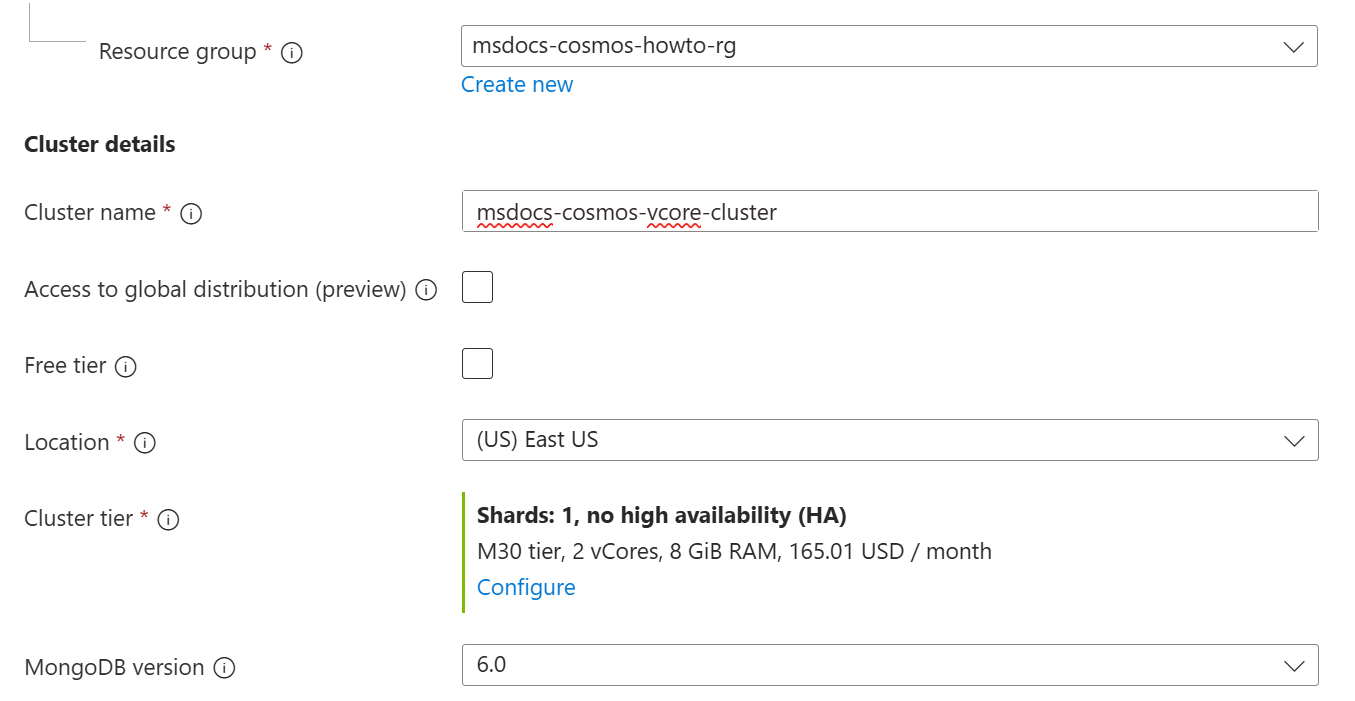 Resource group * msdocs-cosmos-howto-rg
Create new
Cluster details
Cluster name * msdocs-cosmos-vcore-cluster
Access to global distribution (preview)
Free tier
Location * (US) East US
Cluster tier * Shards: 1, no high availability (HA)
M30 tier, 2 vCores, 8 GiB RAM, 165.01 USD / month
Configure
MongoDB version 6.0